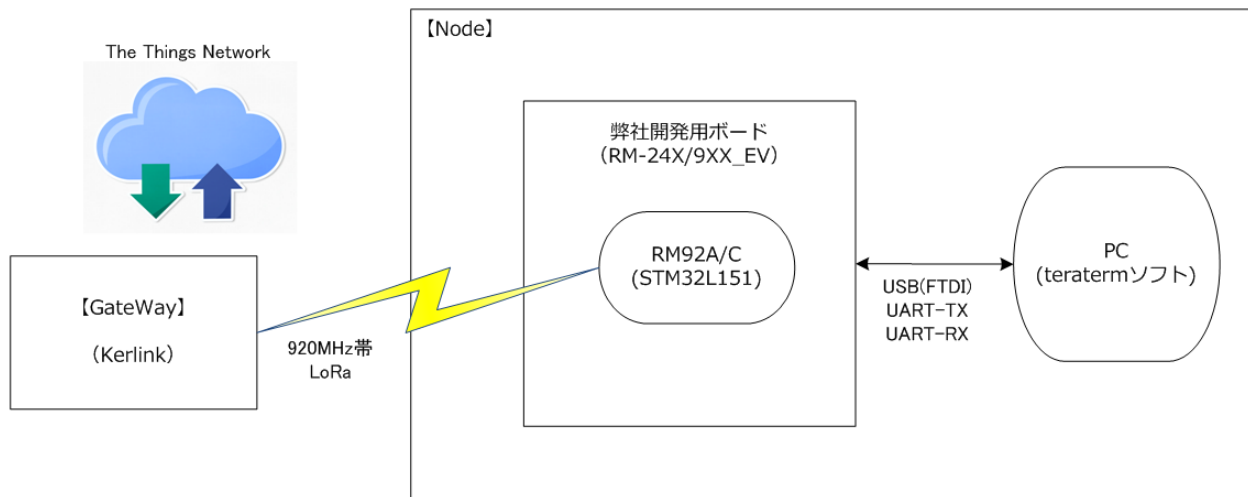 The Things Network
【GateWay】
(Kerlink)
920MHz帯
LoRa
【Node】
弊社開発用ボード
(RM-24X/9XX_EV)
RM92A/C
(STM32L151)
USB(FTDI)
UART-TX
UART-RX
PC
(teratermソフト)